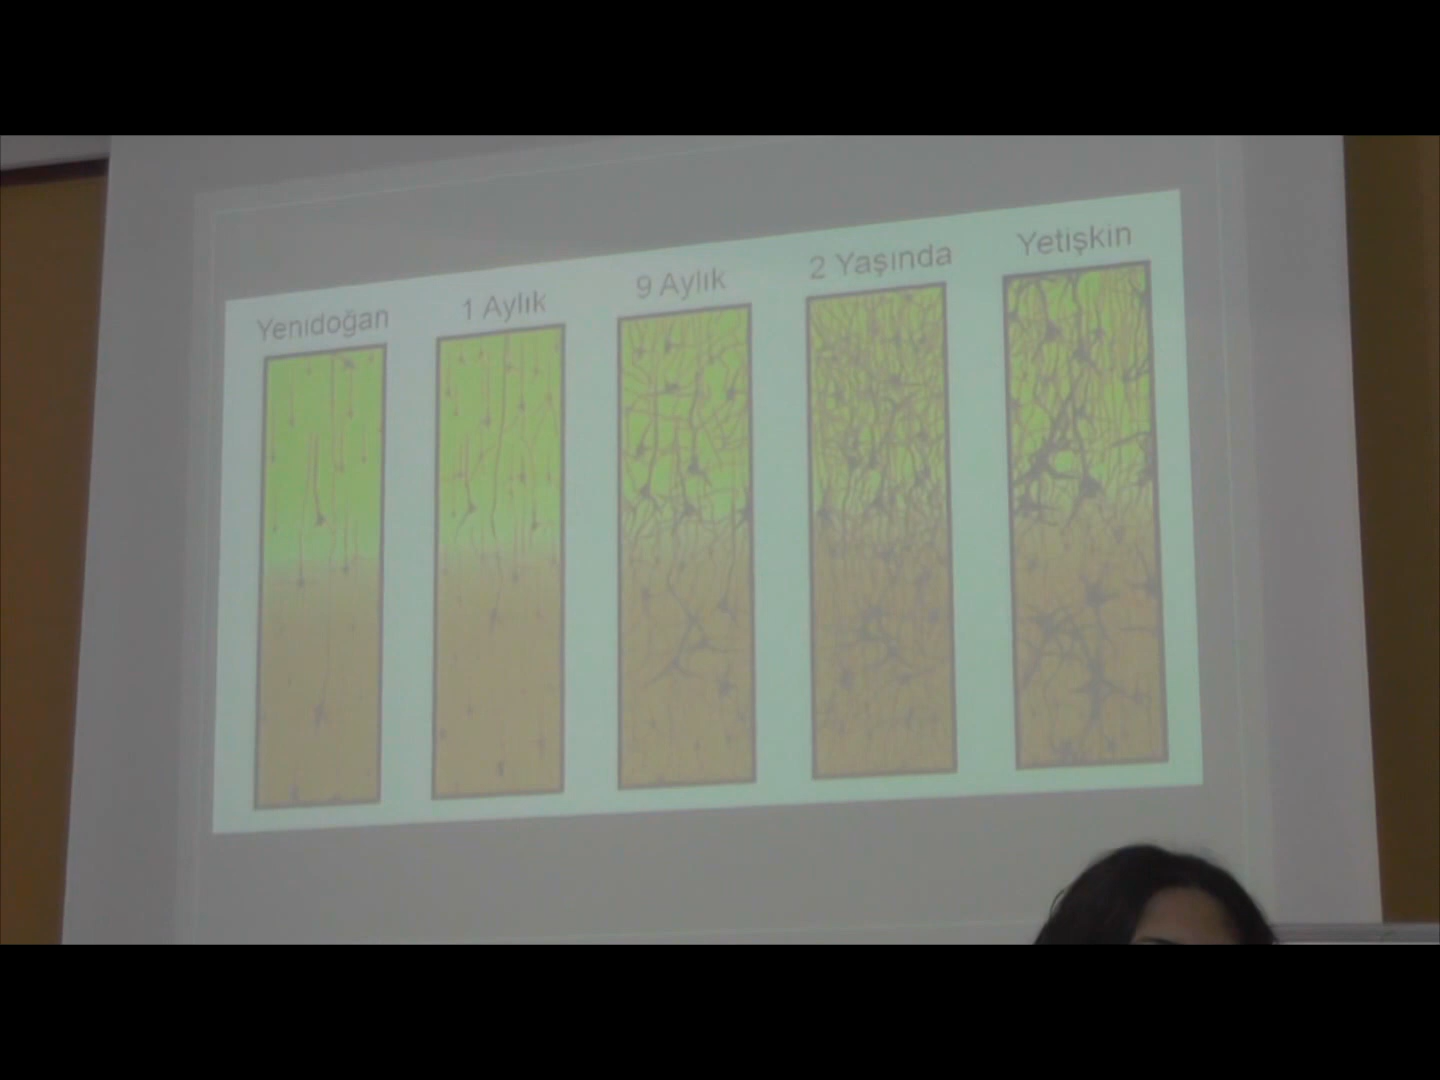 Yenidoğan
1 Aylık
9 Aylık
2 Yaşında
Yetişkin